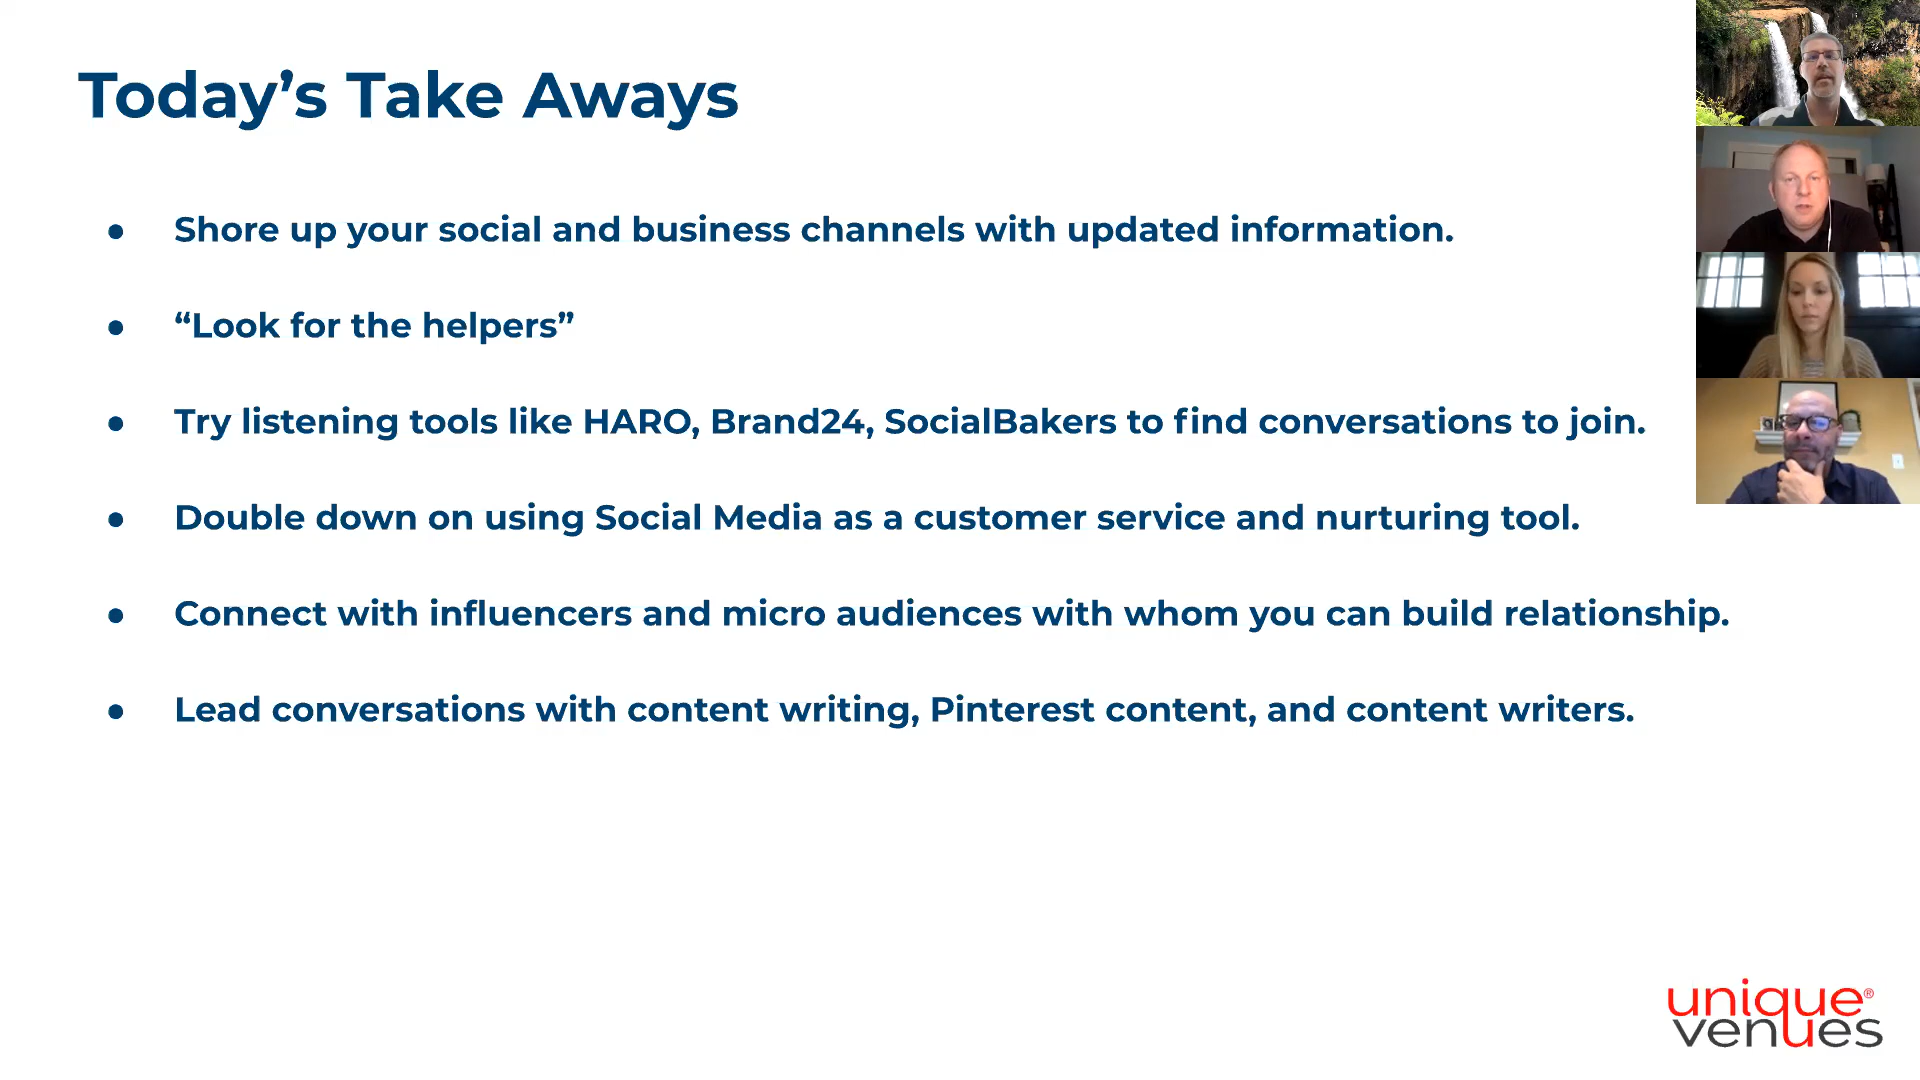 Today’s Take Aways
● Shore up your social and business channels with updated information.
● “Look for the helpers”
● Try listening tools like HARO, Brand24, SocialBakers to find conversations to join.
● Double down on using Social Media as a customer service and nurturing tool.
● Connect with influencers and micro audiences with whom you can build relationship.
● Lead conversations with content writing, Pinterest content, and content writers.
unique®
venues